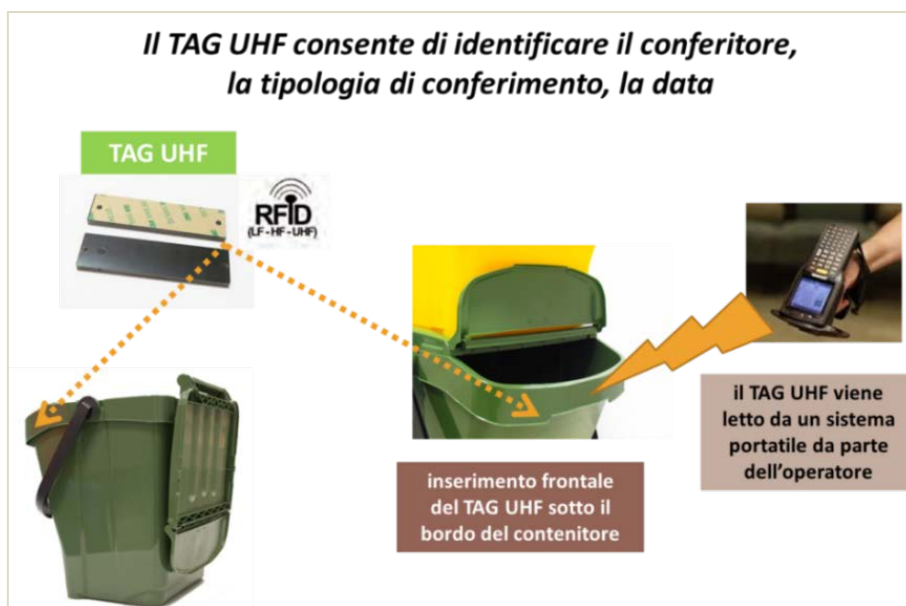 Il TAG UHF consente di identificare il conferitore,
la tipologia di conferimento, la data
TAG UHF
RFID
(LF-HF-UHF)
il TAG UHF viene
letto da un sistema
portatile da parte
dell'operatore
inserimento frontale
del TAG UHF sotto il
bordo del contenitore